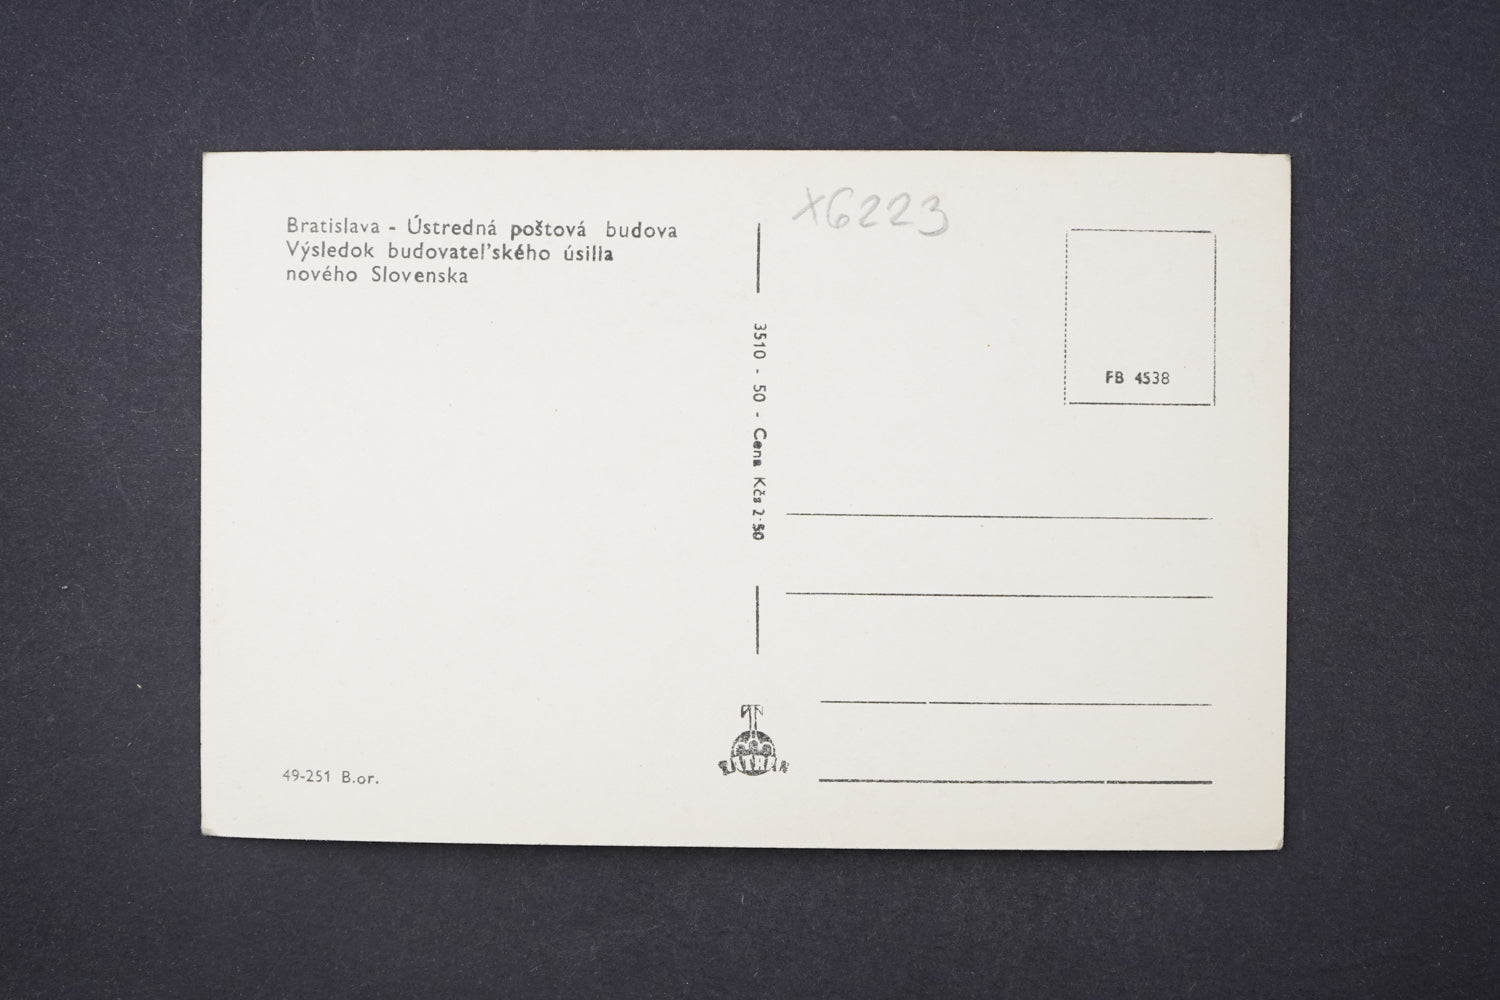 Bratislava - Ústredná poštová budova
Výsledok budovateľského úsilia
nového Slovenska
X6223
3510 - 50 - Cena Kčs 2·50
FB 4538
TATRAN
49-251 B.or.